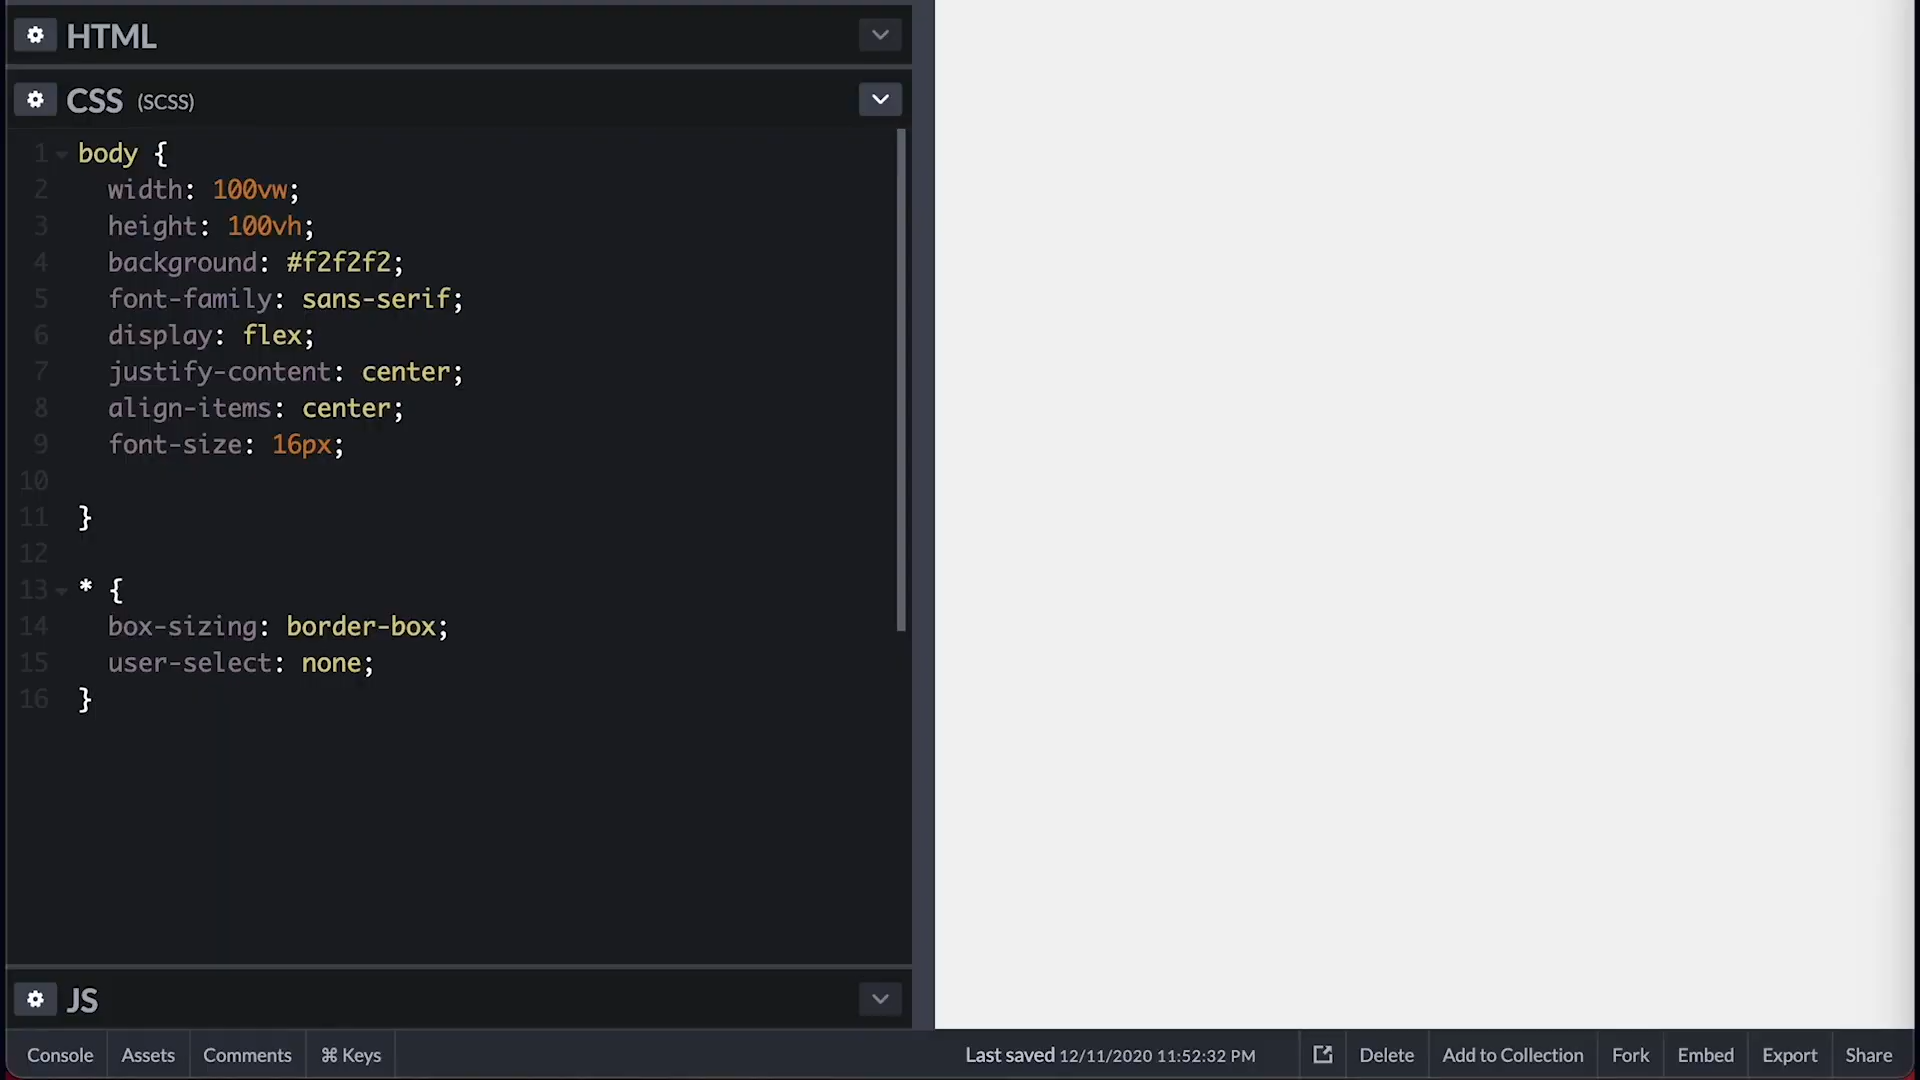 HTML
CSS (SCSS)
1 body {
2 width: 100vw;
3 height: 100vh;
4 background: #f2f2f2;
5 font-family: sans-serif;
6 display: flex;
7 justify-content: center;
8 align-items: center;
9 font-size: 16px;
10
11 }
12
13 * {
14 box-sizing: border-box;
15 user-select: none;
16 }
JS
Console Assets Comments ⌘ Keys Last saved 12/11/2020 11:52:32 PM Delete Add to Collection Fork Embed Export Share